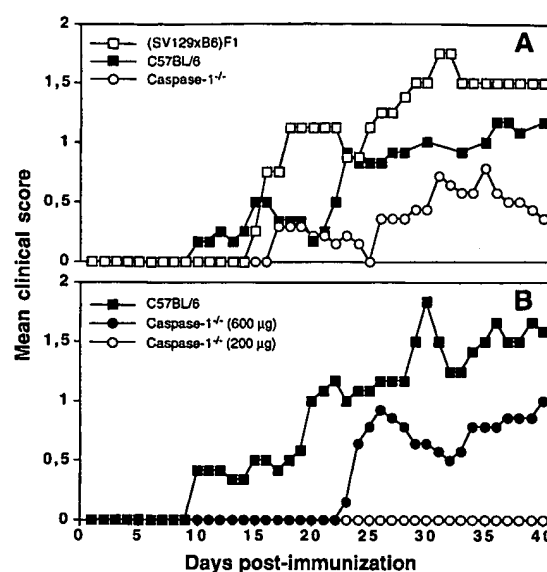 A
(SV129xB6)F1
C57BL/6
Caspase-1-/-
2
1,5
1
0,5
0
Mean clinical score
B
C57BL/6
Caspase-1-/- (600 µg)
Caspase-1-/- (200 µg)
2
1,5
1
0,5
0
0 5 10 15 20 25 30 35 40
Days post-immunization